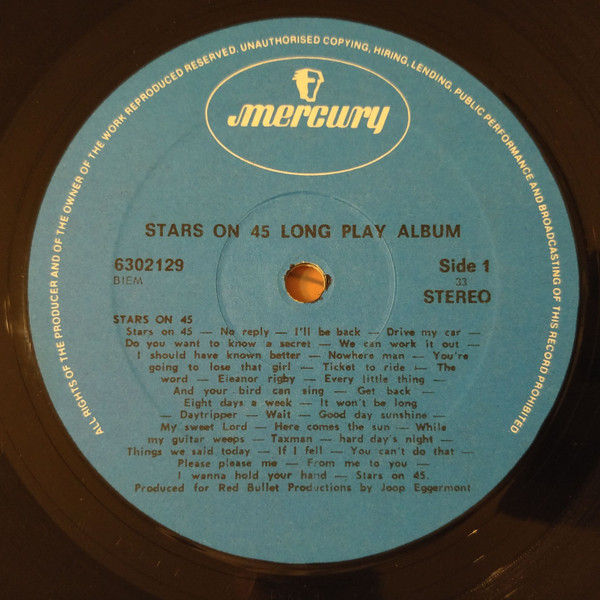 ALL RIGHTS OF THE PRODUCER AND OF THE OWNER OF THE WORK REPRODUCED RESERVED. UNAUTHORISED COPYING, HIRING, LENDING, PUBLIC PERFORMANCE AND BROADCASTING OF THIS RECORD PROHIBITED
mercury
STARS ON 45 LONG PLAY ALBUM
6302129
BIEM
Side 1
33
STEREO
STARS ON 45
Stars on 45 — No reply — I'll be back — Drive my car —
Do you want to know a secret — We can work it out —
I should have known better — Nowhere man — You're
going to lose that girl — Ticket to ride — The
word — Eleanor rigby — Every little thing —
And your bird can sing — Get back —
Eight days a week — It won't be long
— Daytripper — Wait — Good day sunshine —
My sweet Lord — Here comes the sun — While
my guitar weeps — Taxman — hard day's night —
Things we said today — If I fell — You can't do that —
Please please me — From me to you —
I wanna hold your hand — Stars on 45.
Produced for Red Bullet Productions by Jaap Eggermont